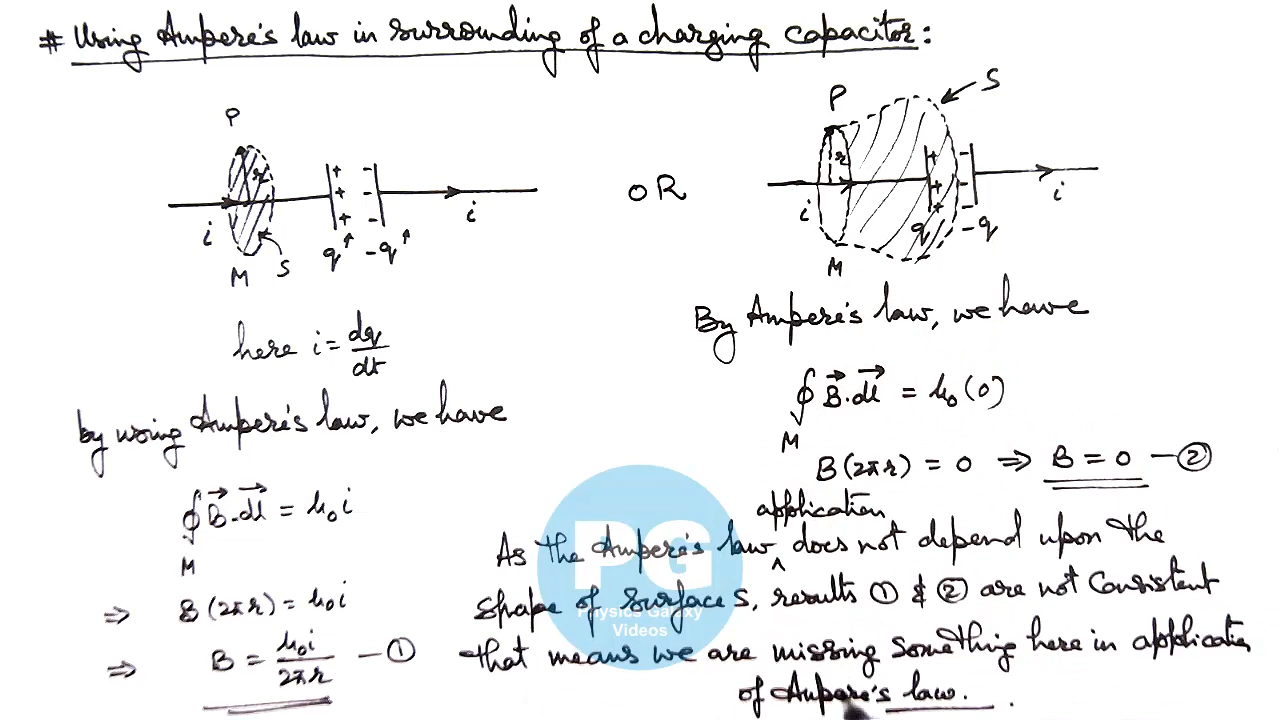 # Using Ampere's law in surrounding of a charging capacitor:
P
r
i
M
S
+
+
+
-
-
-
q↑
-q↑
i
OR
P
S
r
i
M
+
+
+
-
-
-
q
-q
i
here i = dq/dt
by using Ampere's law, we have
∮_M B⃗.dl⃗ = μ₀i
⇒ B(2πr) = μ₀i
⇒ B = μ₀i/2πr —①
By Ampere's law, we have
∮_M B⃗.dl⃗ = μ₀(0)
B(2πr) = 0 ⇒ B = 0 —②
application
As the Ampere's law ^ does not depend upon the
shape of surface S, results ① & ② are not consistent
that means we are missing something here in application
of Ampere's law.
PG
Physics Galaxy
Videos